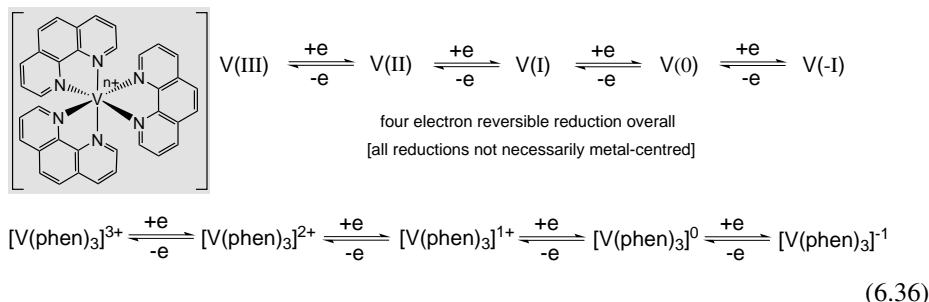 N N N N N N V n+
V(III) +e -e V(II) +e -e V(I) +e -e V(0) +e -e V(-I)
four electron reversible reduction overall
[all reductions not necessarily metal-centred]
[V(phen)₃]³⁺ +e -e [V(phen)₃]²⁺ +e -e [V(phen)₃]¹⁺ +e -e [V(phen)₃]⁰ +e -e [V(phen)₃]⁻¹
(6.36)